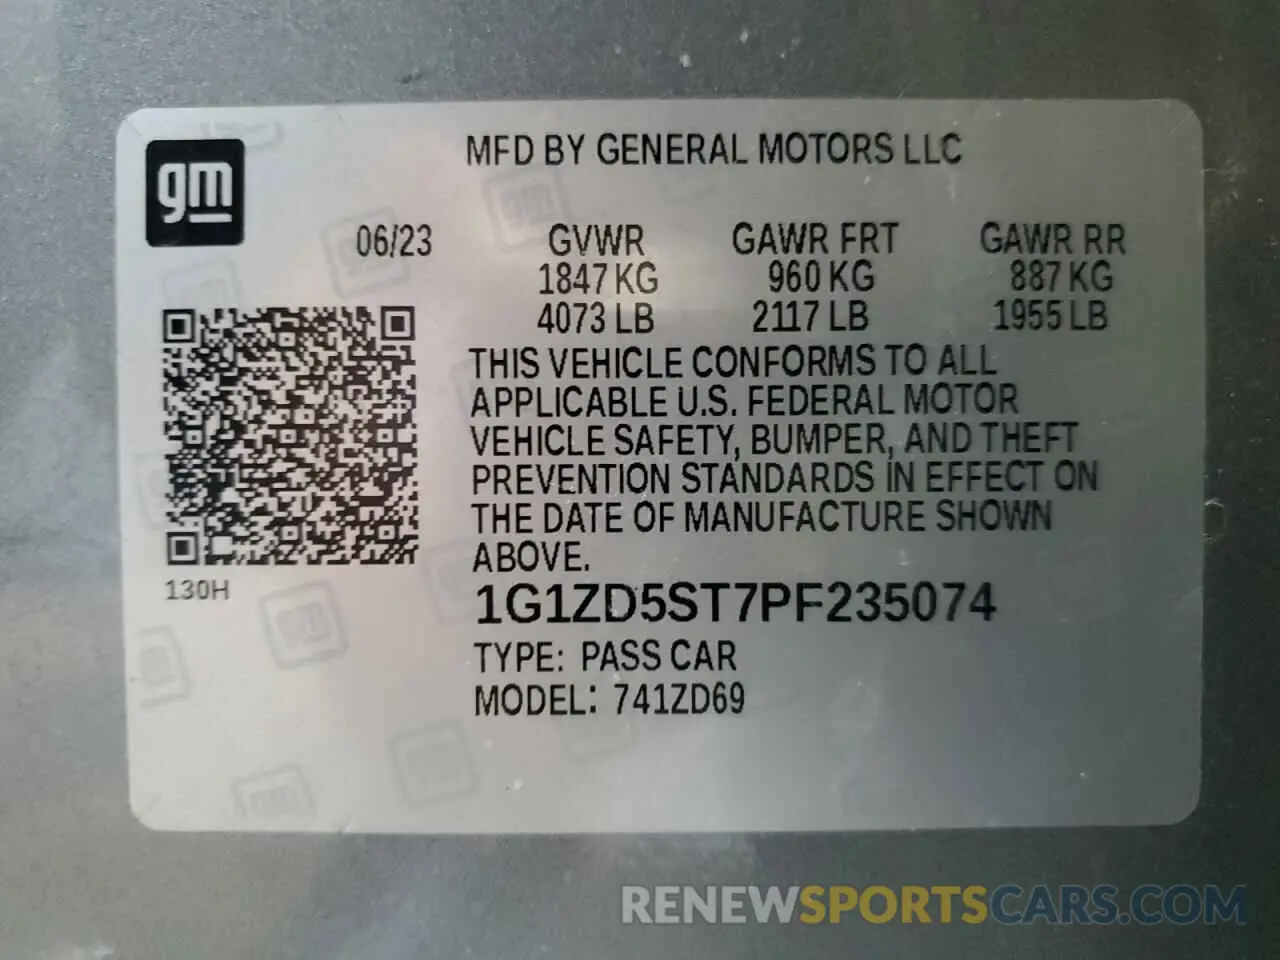 gm
MFD BY GENERAL MOTORS LLC
06/23 GVWR GAWR FRT GAWR RR
1847 KG 960 KG 887 KG
4073 LB 2117 LB 1955 LB
THIS VEHICLE CONFORMS TO ALL
APPLICABLE U.S. FEDERAL MOTOR
VEHICLE SAFETY, BUMPER, AND THEFT
PREVENTION STANDARDS IN EFFECT ON
THE DATE OF MANUFACTURE SHOWN
ABOVE.
130H
1G1ZD5ST7PF235074
TYPE: PASS CAR
MODEL: 741ZD69
RENEWSPORTSCARS.COM